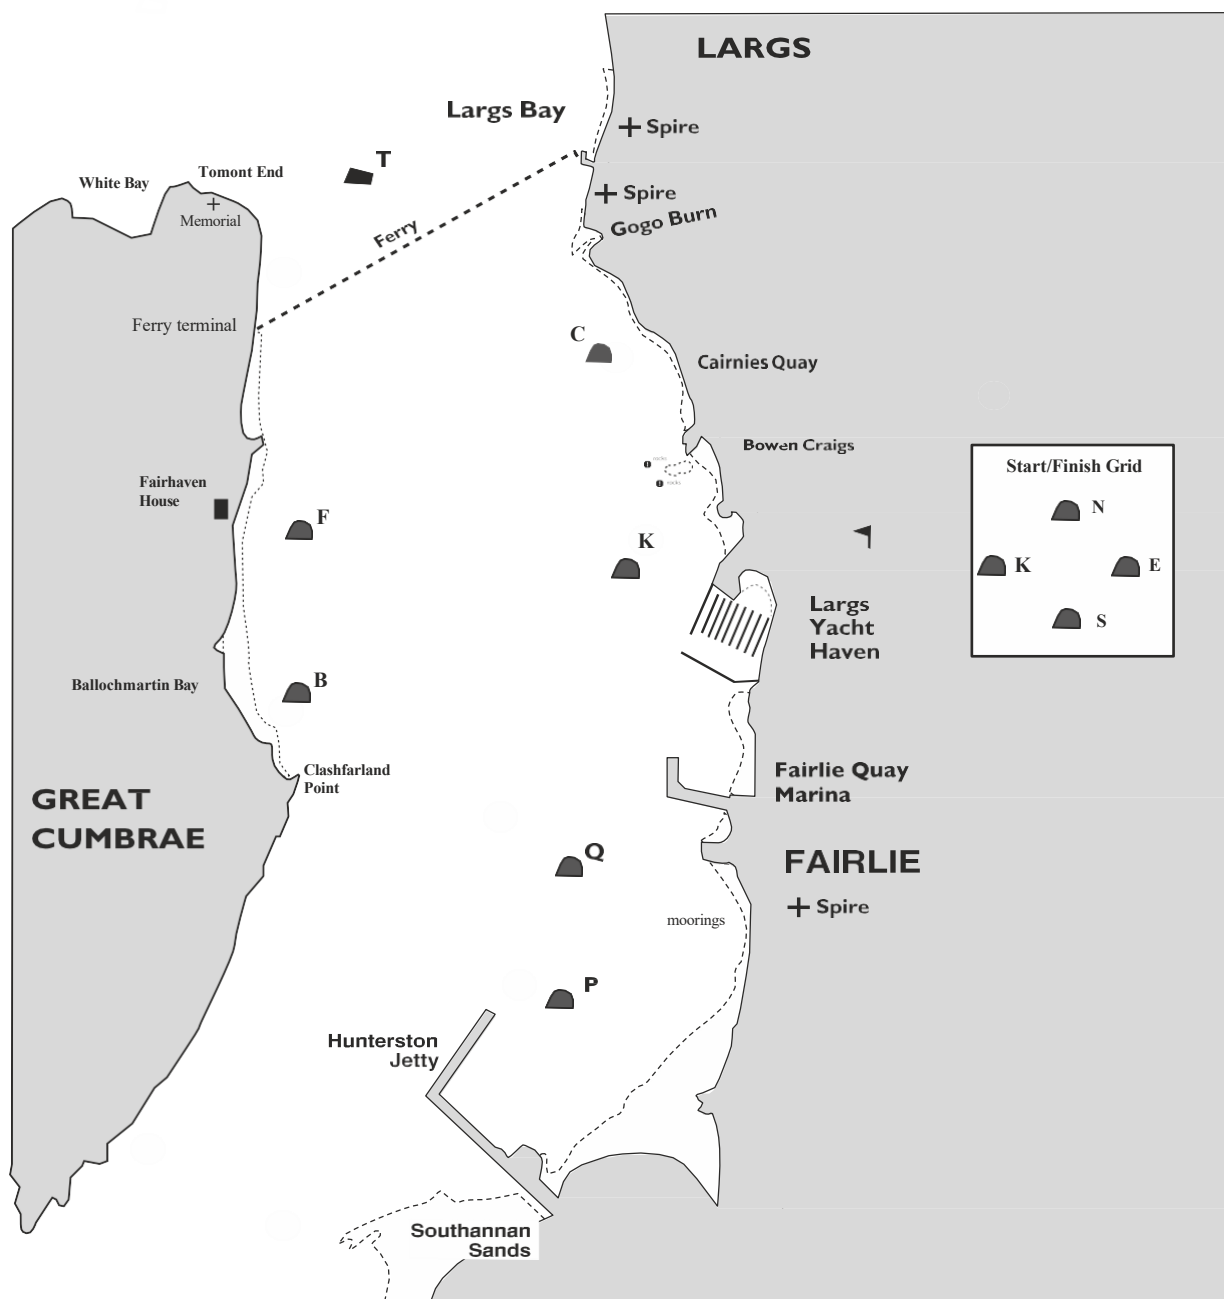 LARGS
Largs Bay
Spire
T
Tomont End
White Bay
Spire
Memorial
Gogo Burn
Ferry
Ferry terminal
C
Cairnies Quay
Bowen Craigs
rocks
Start/Finish Grid
Fairhaven
House
rocks
N
F
K
K
E
Largs
Yacht
Haven
S
B
Ballochmartin Bay
Clashfarland
Point
Fairlie Quay
Marina
GREAT
CUMBRAE
Q
FAIRLIE
Spire
moorings
P
Hunterston
Jetty
Southannan
Sands